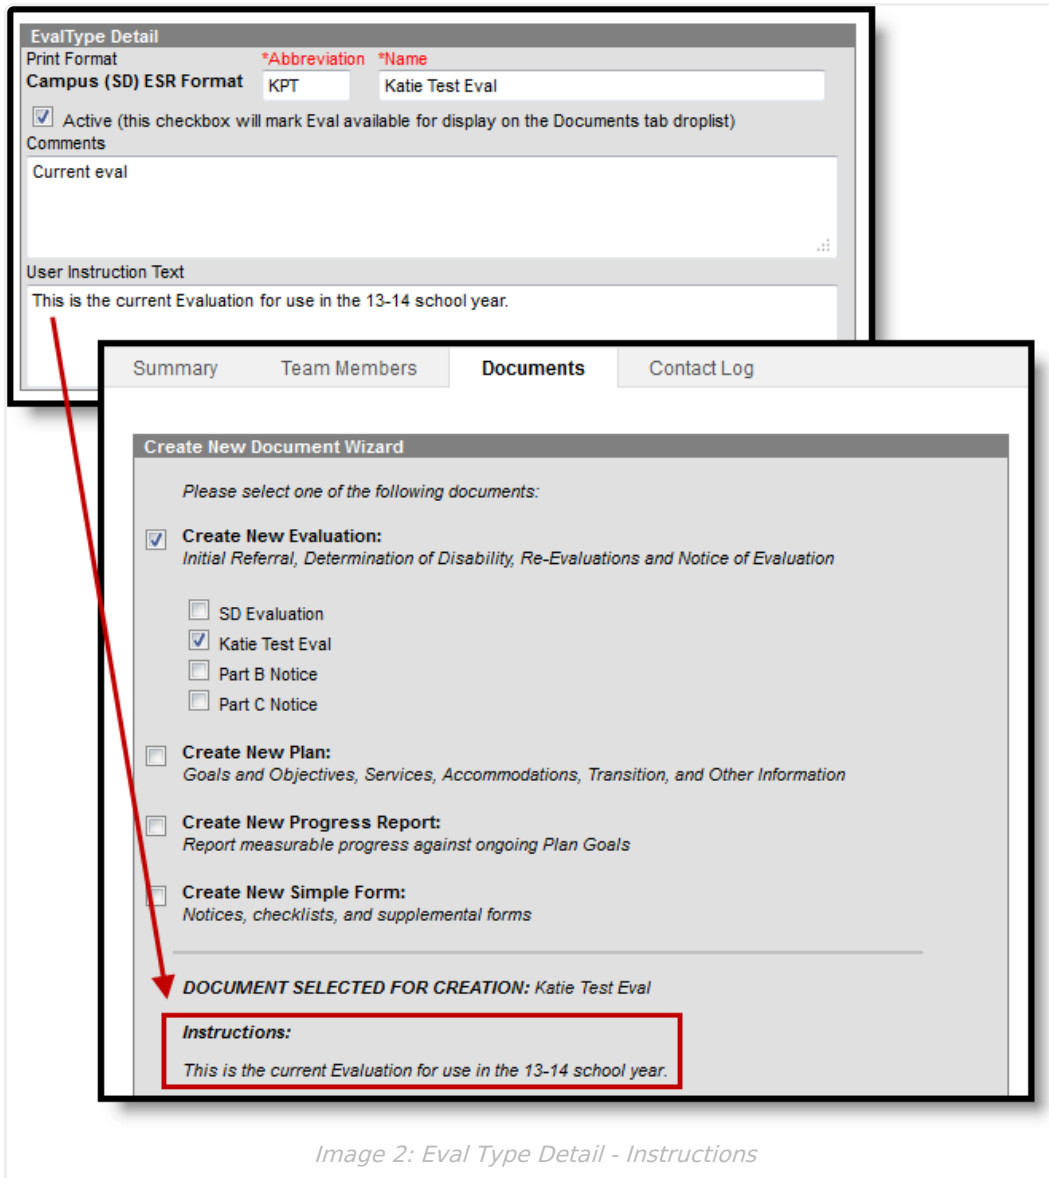 EvalType Detail
Print Format *Abbreviation *Name
Campus (SD) ESR Format KPT Katie Test Eval
Active (this checkbox will mark Eval available for display on the Documents tab droplist)
Comments
Current eval
User Instruction Text
This is the current Evaluation for use in the 13-14 school year.
Summary Team Members Documents Contact Log
Create New Document Wizard
Please select one of the following documents:
Create New Evaluation:
Initial Referral, Determination of Disability, Re-Evaluations and Notice of Evaluation
SD Evaluation
Katie Test Eval
Part B Notice
Part C Notice
Create New Plan:
Goals and Objectives, Services, Accommodations, Transition, and Other Information
Create New Progress Report:
Report measurable progress against ongoing Plan Goals
Create New Simple Form:
Notices, checklists, and supplemental forms
DOCUMENT SELECTED FOR CREATION: Katie Test Eval
Instructions:
This is the current Evaluation for use in the 13-14 school year.
Image 2: Eval Type Detail - Instructions